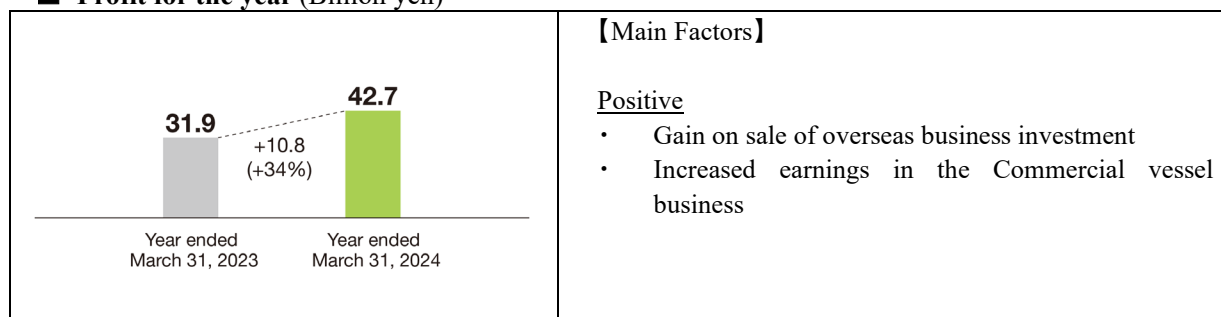 ■ Profit for the year (Billion yen)
31.9
42.7
+10.8
(+34%)
Year ended
March 31, 2023
Year ended
March 31, 2024
【Main Factors】
Positive
・ Gain on sale of overseas business investment
・ Increased earnings in the Commercial vessel
business